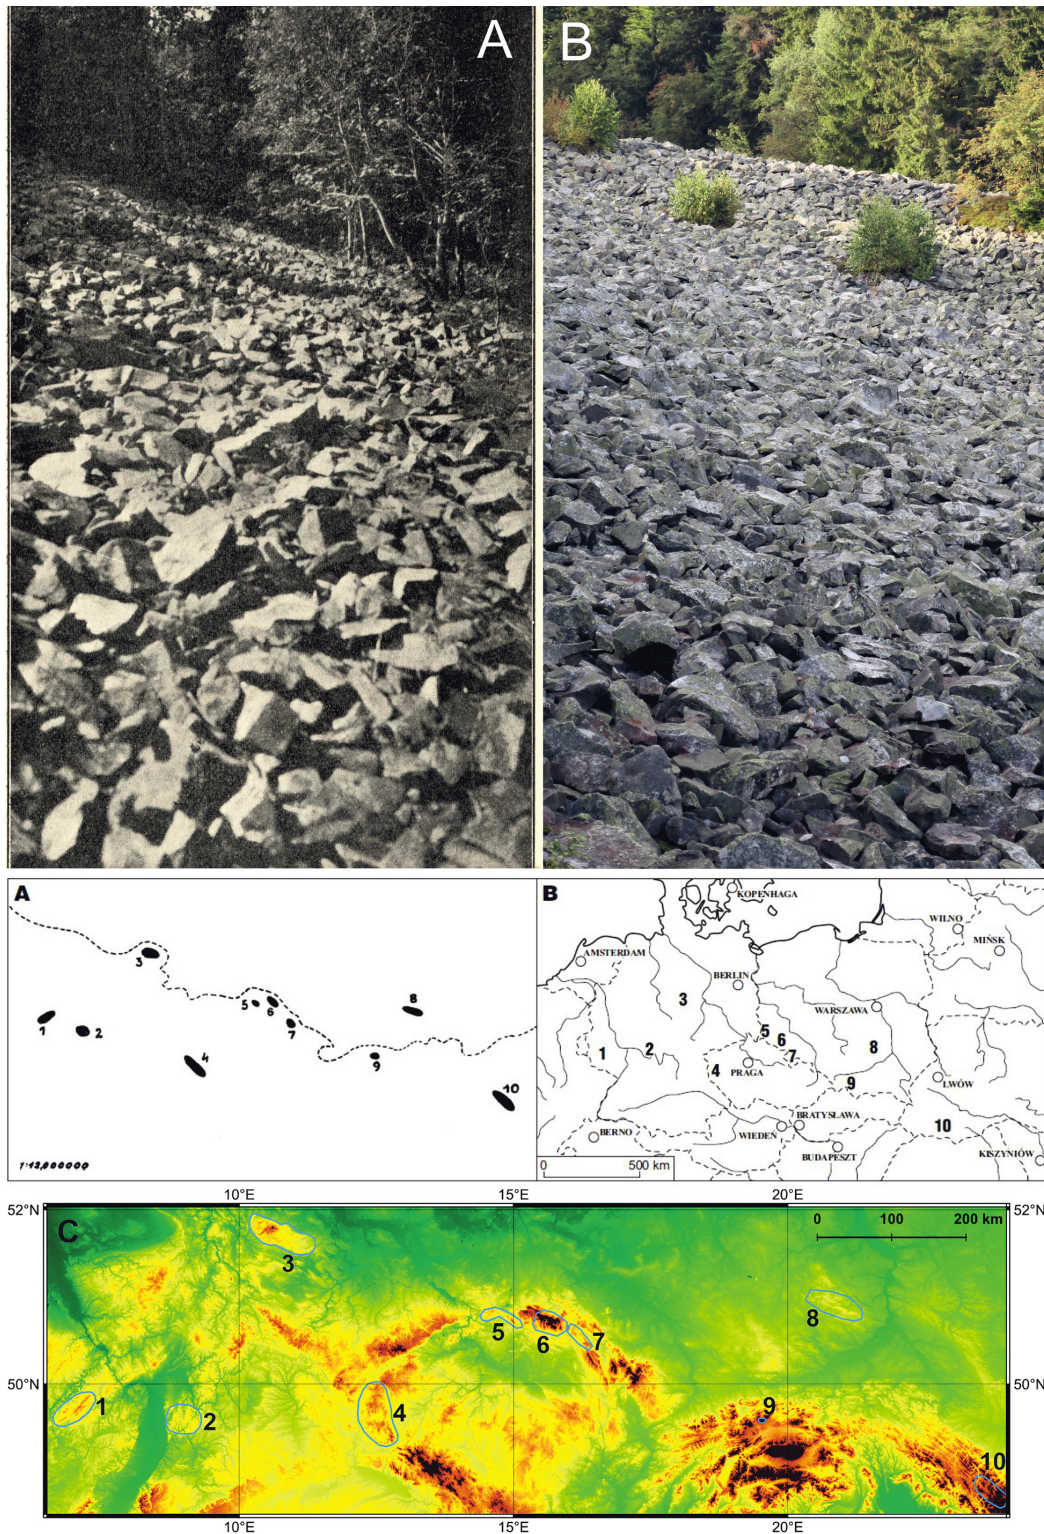 A
B
A
3
5
6
8
1
2
7
4
9
10
1:12,000000
B
KOPENHAGA
WILNO
MIŃSK
AMSTERDAM
BERLIN
3
WARSZAWA
5
6
8
1
2
7
4
PRAGA
9
LWÓW
BRATYSŁAWA
10
BERNO
WIEDEŃ
BUDAPESZT
KISZYNIÓW
0 500 km
10°E 15°E 20°E
52°N 52°N
C
0 100 200 km
3
8
5
6
7
50°N 50°N
1
2
4
9
10
10°E 15°E 20°E